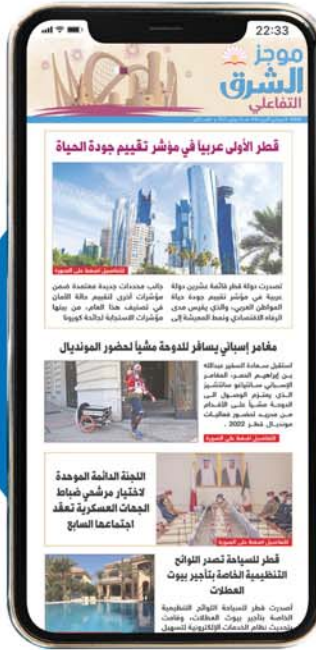 22:33
موجز
الشرق
التفاعلي
قطر الأولى عربياً في مؤشر تقييم جودة الحياة
للتفاصيل اضغط على الصورة
تصدرت دولة قطر قائمة عشرين دولة
عربية في مؤشر تقييم جودة حياة
المواطن العربي، والذي يقيس مدى
الرفاه الاقتصادي ونمط المعيشة إلى
جانب محددات جديدة معتمدة ضمن
مؤشرات أخرى لتقييم حالة الأمان
في تصنيف هذا العام، من بينها
مؤشرات الاستجابة لجائحة كورونا
مغامر إسباني يسافر للدوحة مشياً لحضور المونديال
استقبل سعادة السفير عبدالله
بن إبراهيم الحمر، المغامر
الإسباني سانتياغو سانشيز
الذي يعتزم الوصول إلى
الدوحة مشياً على الأقدام
من مدريد لحضور فعاليات
مونديال قطر 2022 .
للتفاصيل اضغط على الصورة
اللجنة الدائمة الموحدة
لاختيار مرشحي ضباط
الجهات العسكرية تعقد
اجتماعها السابع
للتفاصيل اضغط على الصورة
قطر للسياحة تصدر اللوائح
التنظيمية الخاصة بتأجير بيوت
العطلات
أصدرت قطر للسياحة اللوائح التنظيمية
الخاصة بتأجير بيوت العطلات، وقامت
بتحديث نظام الخدمات الإلكترونية لتسهيل